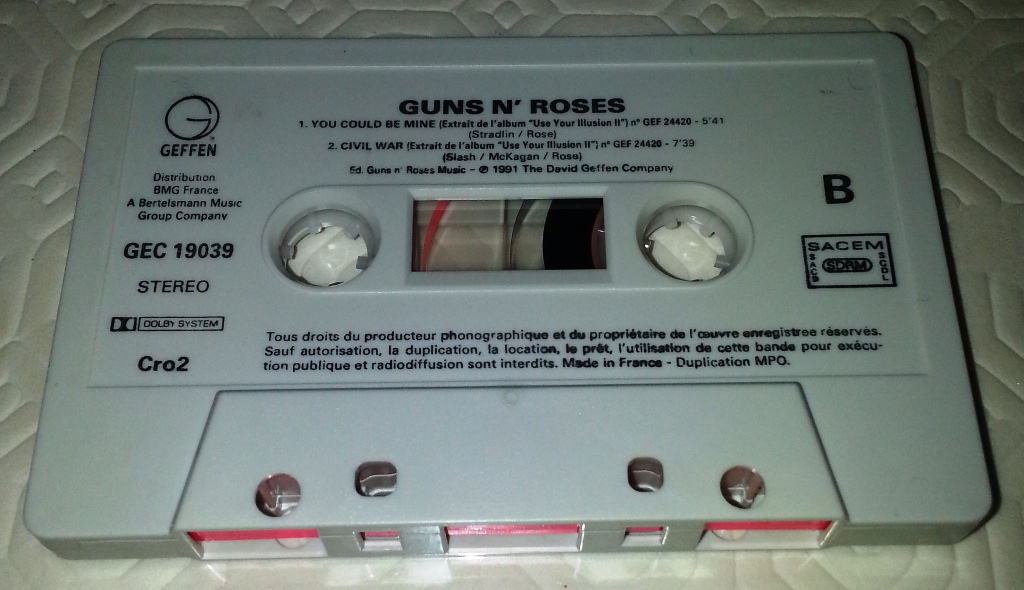 GUNS N' ROSES
1. YOU COULD BE MINE (Extrait de l'album "Use Your Illusion II") n° GEF 24420 - 5'41
(Stradlin / Rose)
2. CIVIL WAR (Extrait de l'album "Use Your Illusion II") n° GEF 24420 - 7'39
(Slash / McKagan / Rose)
Ed. Guns n' Roses Music - ℗ 1991 The David Geffen Company
GEFFEN
Distribution
BMG France
A Bertelsmann Music
Group Company
GEC 19039
STEREO
DOLBY SYSTEM
Cro2
B
SACEM
SACD
SDRM
SGDL
Tous droits du producteur phonographique et du propriétaire de l'œuvre enregistrée réservés.
Sauf autorisation, la duplication, la location, le prêt, l'utilisation de cette bande pour exécu-
tion publique et radiodiffusion sont interdits. Made in France - Duplication MPO.